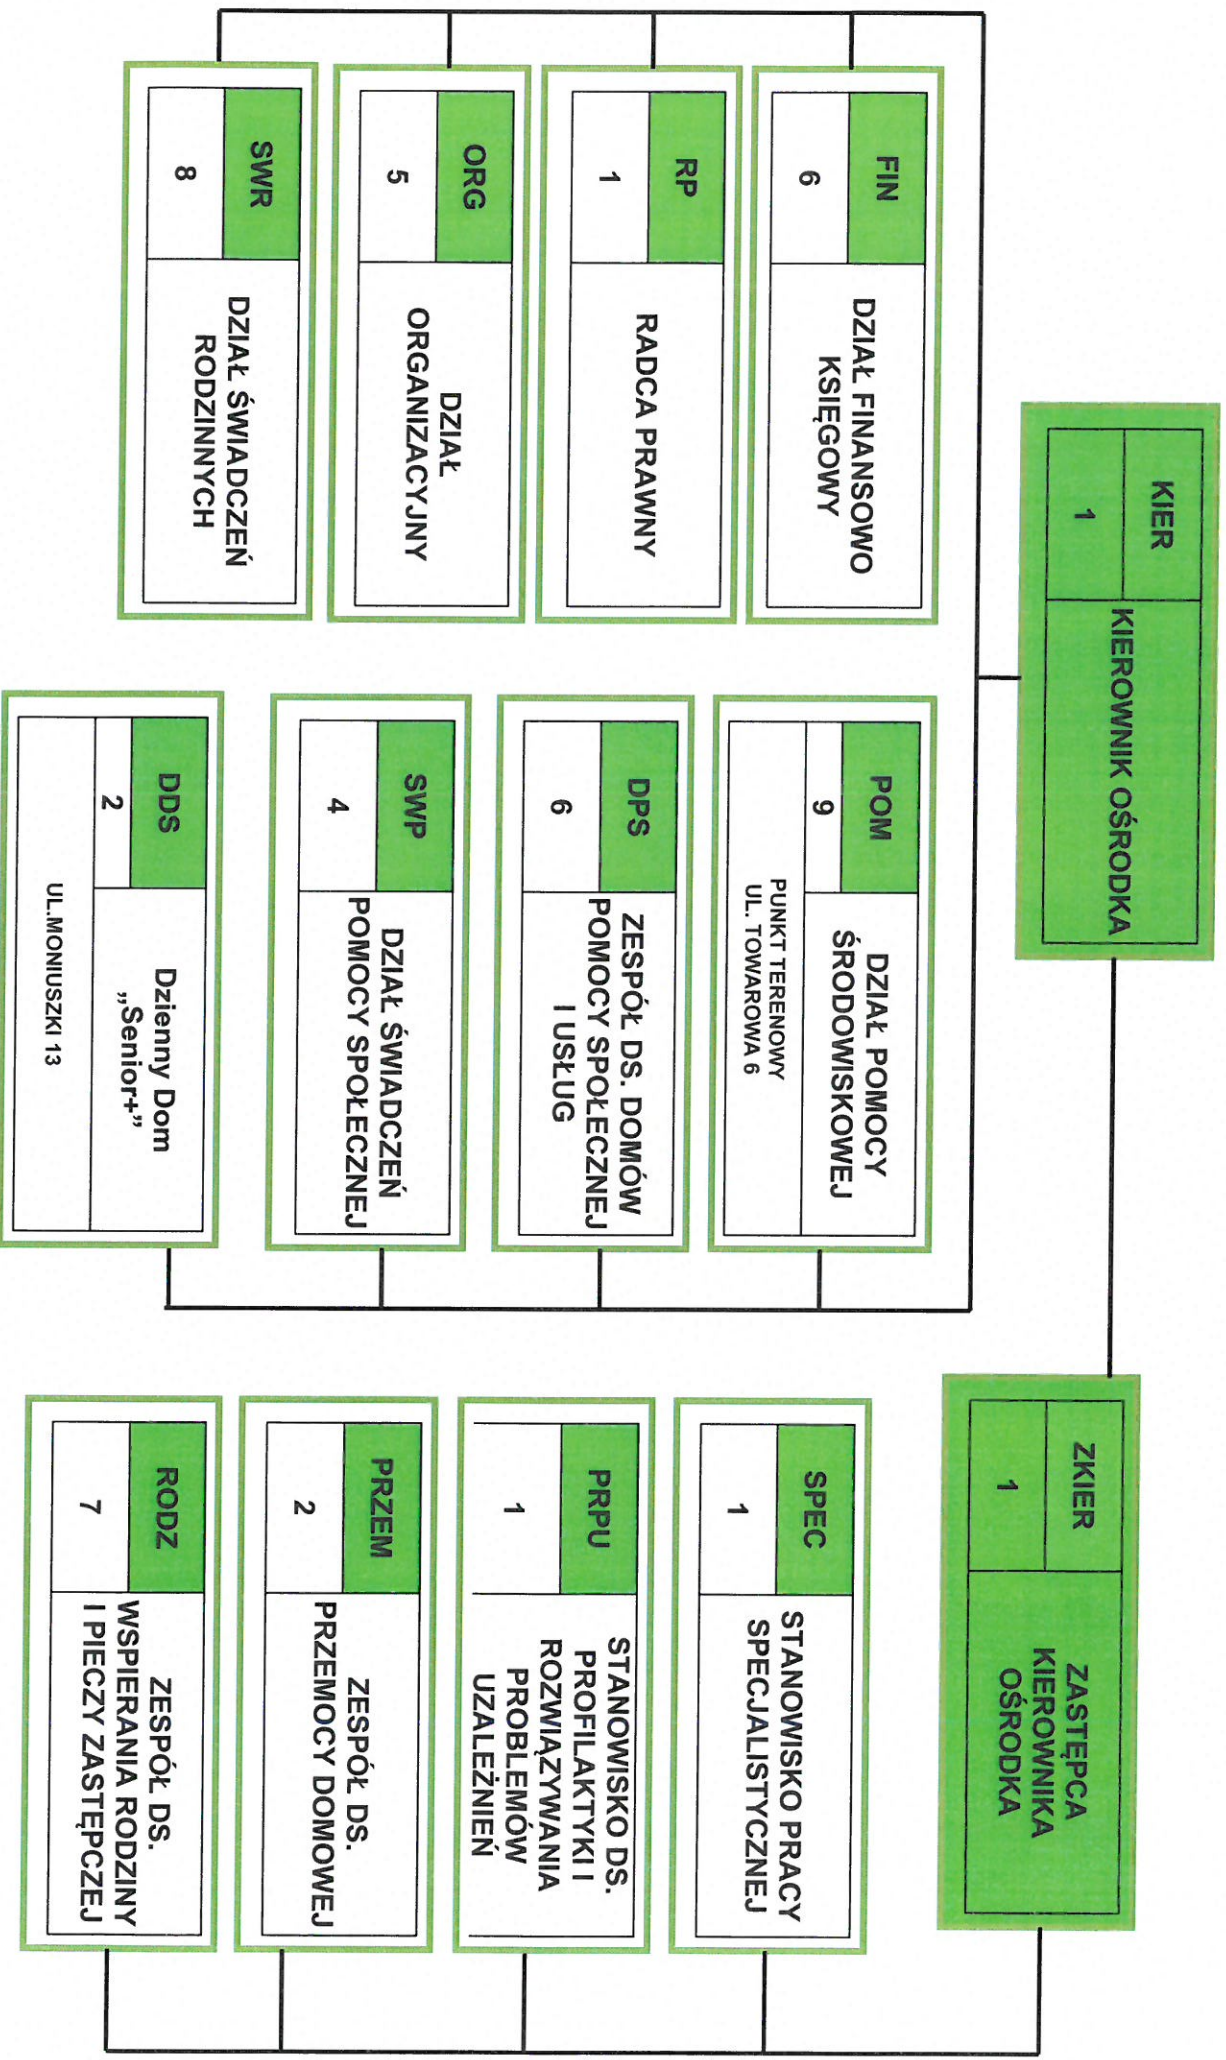 KIER
1
KIEROWNIK OŚRODKA
ZKIER
1
ZASTĘPCA
KIEROWNIKA
OŚRODKA
FIN
6
DZIAŁ FINANSOWO
KSIĘGOWY
RP
1
RADCA PRAWNY
ORG
5
DZIAŁ
ORGANIZACYJNY
SWR
8
DZIAŁ ŚWIADCZEŃ
RODZINNYCH
POM
9
DZIAŁ POMOCY
ŚRODOWISKOWEJ
PUNKT TERENOWY
UL. TOWAROWA 6
DPS
6
ZESPÓŁ DS. DOMÓW
POMOCY SPOŁECZNEJ
I USŁUG
SWP
4
DZIAŁ ŚWIADCZEŃ
POMOCY SPOŁECZNEJ
DDS
2
Dzienny Dom
„Senior+”
UL.MONIUSZKI 13
SPEC
1
STANOWISKO PRACY
SPECJALISTYCZNEJ
PRPU
1
STANOWISKO DS.
PROFILAKTYKI I
ROZWIĄZYWANIA
PROBLEMÓW
UZALEŻNIEŃ
PRZEM
2
ZESPÓŁ DS.
PRZEMOCY DOMOWEJ
RODZ
7
ZESPÓŁ DS.
WSPIERANIA RODZINY
I PIECZY ZASTĘPCZEJ